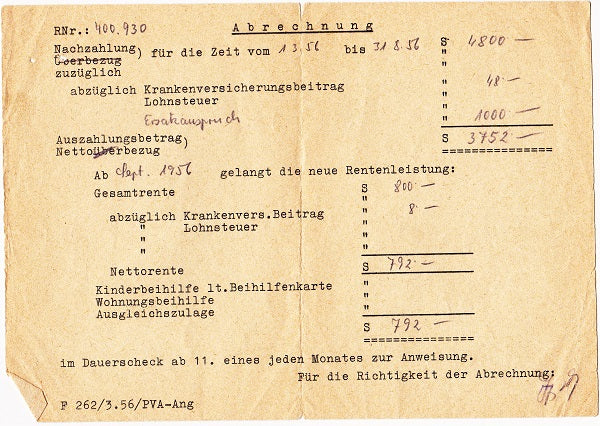 RNr.: 400.930 Abrechnung
Nachzahlung
Überbezug ) für die Zeit vom 1 3.56 bis 31 8.56 S 4800 —
zuzüglich "
"
abzüglich Krankenversicherungsbeitrag " 48 —
Lohnsteuer "
Ersatzanspruch " 1000 —
Auszahlungsbetrag
Nettoüberbezug ) S 3752 —
Ab Sept. 1956 gelangt die neue Rentenleistung:
Gesamtrente S 800 —
abzüglich Krankenvers.Beitrag " 8 —
" Lohnsteuer "
" "
" "
Nettorente S 792 —
Kinderbeihilfe lt.Beihilfenkarte "
Wohnungsbeihilfe "
Ausgleichszulage
S 792 —
im Dauerscheck ab 11. eines jeden Monates zur Anweisung.
Für die Richtigkeit der Abrechnung:
F 262/3.56/PVA-Ang